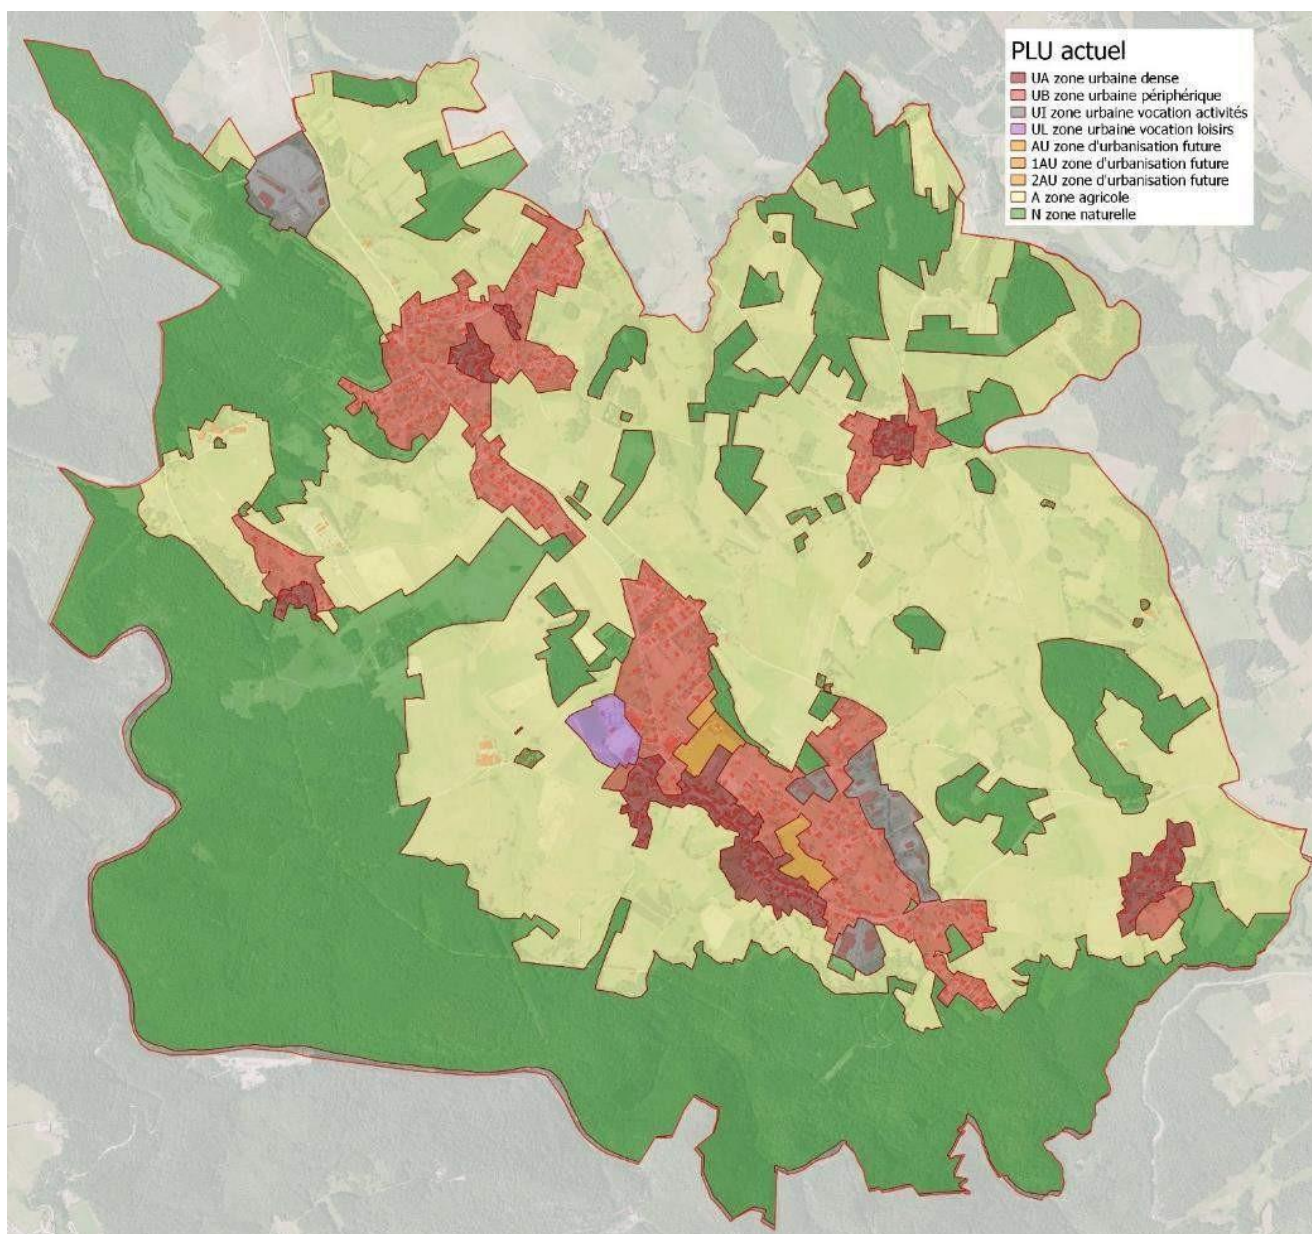 PLU actuel
UA zone urbaine dense
UB zone urbaine périphérique
UI zone urbaine vocation activités
UL zone urbaine vocation loisirs
AU zone d'urbanisation future
1AU zone d'urbanisation future
2AU zone d'urbanisation future
A zone agricole
N zone naturelle